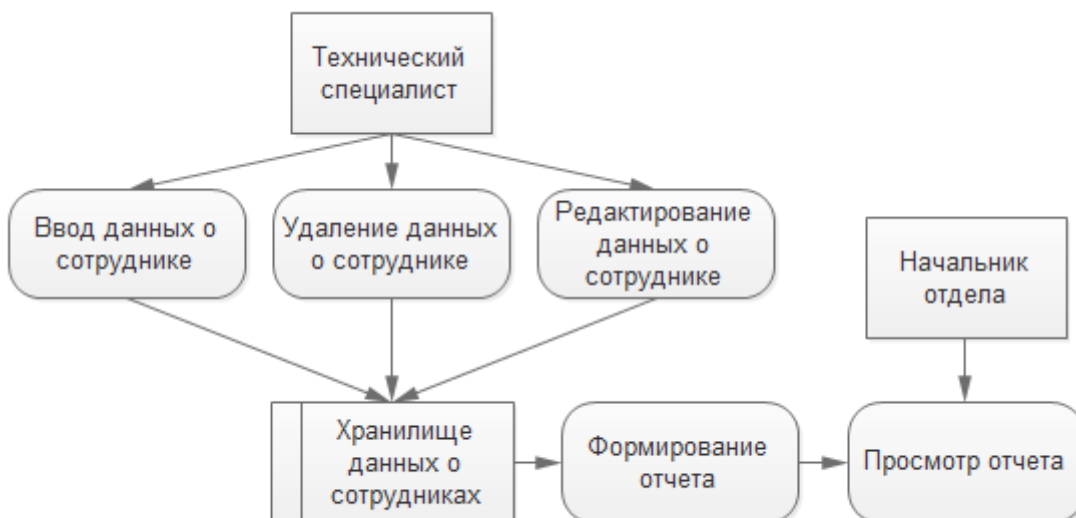 Технический
специалист
Ввод данных о
сотруднике
Удаление данных
о сотруднике
Редактирование
данных о
сотруднике
Начальник
отдела
Хранилище
данных о
сотрудниках
Формирование
отчета
Просмотр отчета